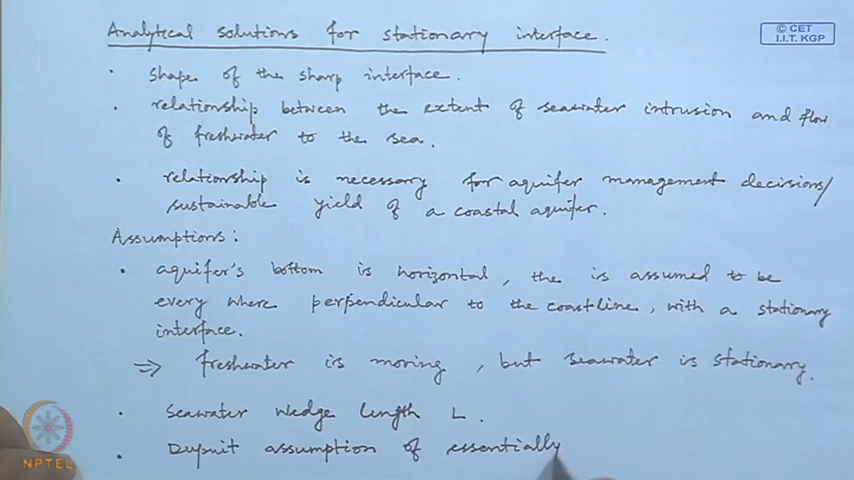 Analytical solutions for stationary interface.
© CET
I.I.T. KGP
· shape of the sharp interface.
· relationship between the extent of seawater intrusion and flow
of freshwater to the sea.
· relationship is necessary for aquifer management decisions/
sustainable yield of a coastal aquifer.
Assumptions:
· aquifer's bottom is horizontal, the is assumed to be
every where perpendicular to the coastline, with a stationary
interface.
⇒ freshwater is moving, but seawater is stationary.
· Seawater wedge length L.
· Dupuit assumption of essentially
NPTEL